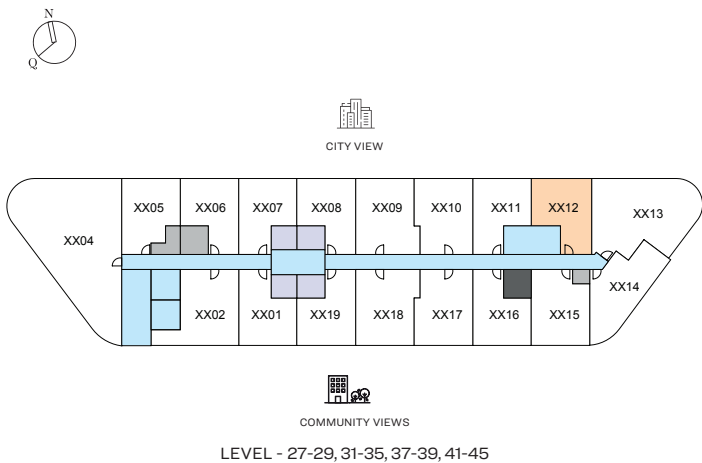 N
Q
CITY VIEW
XX05 XX06 XX07 XX08 XX09 XX10 XX11 XX12 XX13
XX04
XX14
XX02 XX01 XX19 XX18 XX17 XX16 XX15
COMMUNITY VIEWS
LEVEL - 27-29, 31-35, 37-39, 41-45